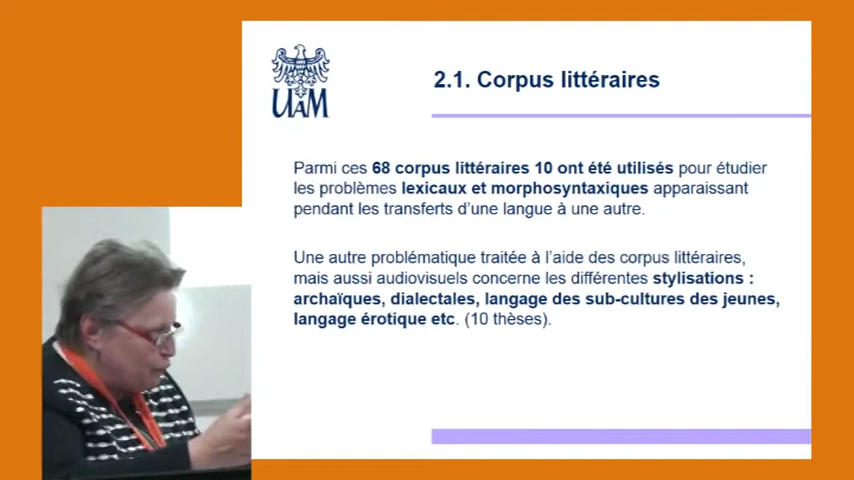 UAM
2.1. Corpus littéraires
Parmi ces 68 corpus littéraires 10 ont été utilisés pour étudier
les problèmes lexicaux et morphosyntaxiques apparaissant
pendant les transferts d’une langue à une autre.
Une autre problématique traitée à l’aide des corpus littéraires,
mais aussi audiovisuels concerne les différentes stylisations :
archaïques, dialectales, langage des sub-cultures des jeunes,
langage érotique etc. (10 thèses).